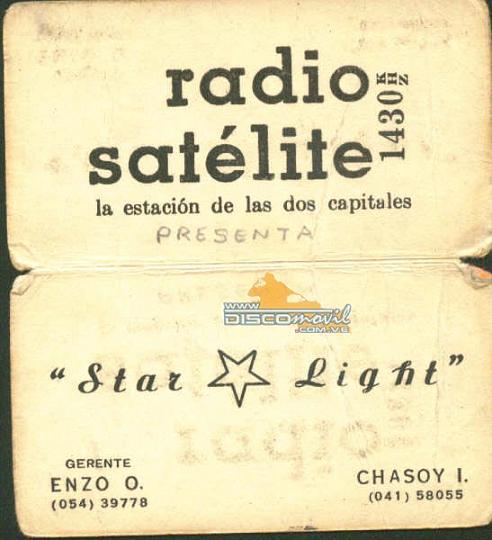 radio
satélite 1430 KHZ
la estación de las dos capitales
PRESENTA
WWW
DISCOmovil
.COM.VE
“Star Light”
GERENTE
ENZO O.
(054) 39778
CHASOY I.
(041) 58055